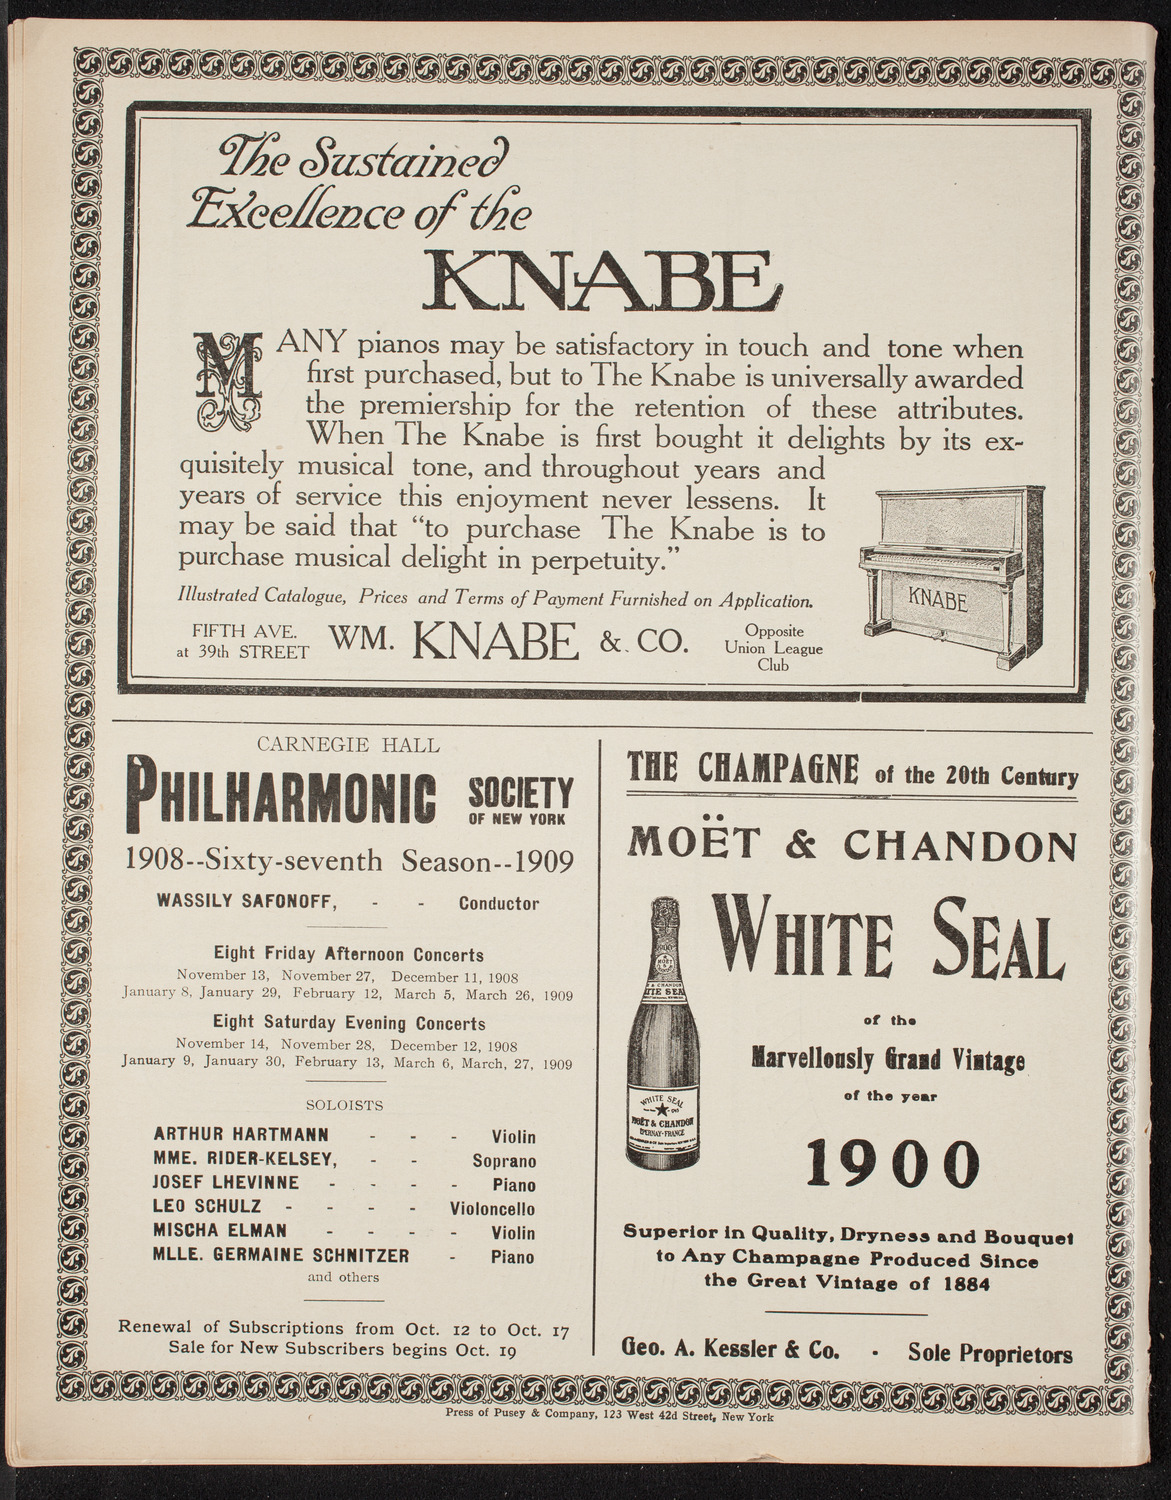 The Sustained
Excellence of the
KNABE
MANY pianos may be satisfactory in touch and tone when
first purchased, but to The Knabe is universally awarded
the premiership for the retention of these attributes.
When The Knabe is first bought it delights by its ex-
quisitely musical tone, and throughout years and
years of service this enjoyment never lessens. It
may be said that "to purchase The Knabe is to
purchase musical delight in perpetuity."
KNABE
Illustrated Catalogue, Prices and Terms of Payment Furnished on Application.
FIFTH AVE.
at 39th STREET
WM. KNABE & CO.
Opposite
Union League
Club
CARNEGIE HALL
PHILHARMONIC SOCIETY
OF NEW YORK
1908--Sixty-seventh Season--1909
WASSILY SAFONOFF, - - Conductor
Eight Friday Afternoon Concerts
November 13, November 27, December 11, 1908
January 8, January 29, February 12, March 5, March 26, 1909
Eight Saturday Evening Concerts
November 14, November 28, December 12, 1908
January 9, January 30, February 13, March 6, March, 27, 1909
SOLOISTS
ARTHUR HARTMANN - - - Violin
MME. RIDER-KELSEY, - - Soprano
JOSEF LHEVINNE - - - - Piano
LEO SCHULZ - - - - Violoncello
MISCHA ELMAN - - - - Violin
MLLE. GERMAINE SCHNITZER - Piano
and others
Renewal of Subscriptions from Oct. 12 to Oct. 17
Sale for New Subscribers begins Oct. 19
THE CHAMPAGNE of the 20th Century
MOËT & CHANDON
WHITE SEAL
of the
Marvellously Grand Vintage
of the year
1900
WHITE SEAL
MOËT & CHANDON
EPERNAY-FRANCE
Superior in Quality, Dryness and Bouquet
to Any Champagne Produced Since
the Great Vintage of 1884
Geo. A. Kessler & Co. - Sole Proprietors
Press of Pusey & Company, 123 West 42d Street, New York